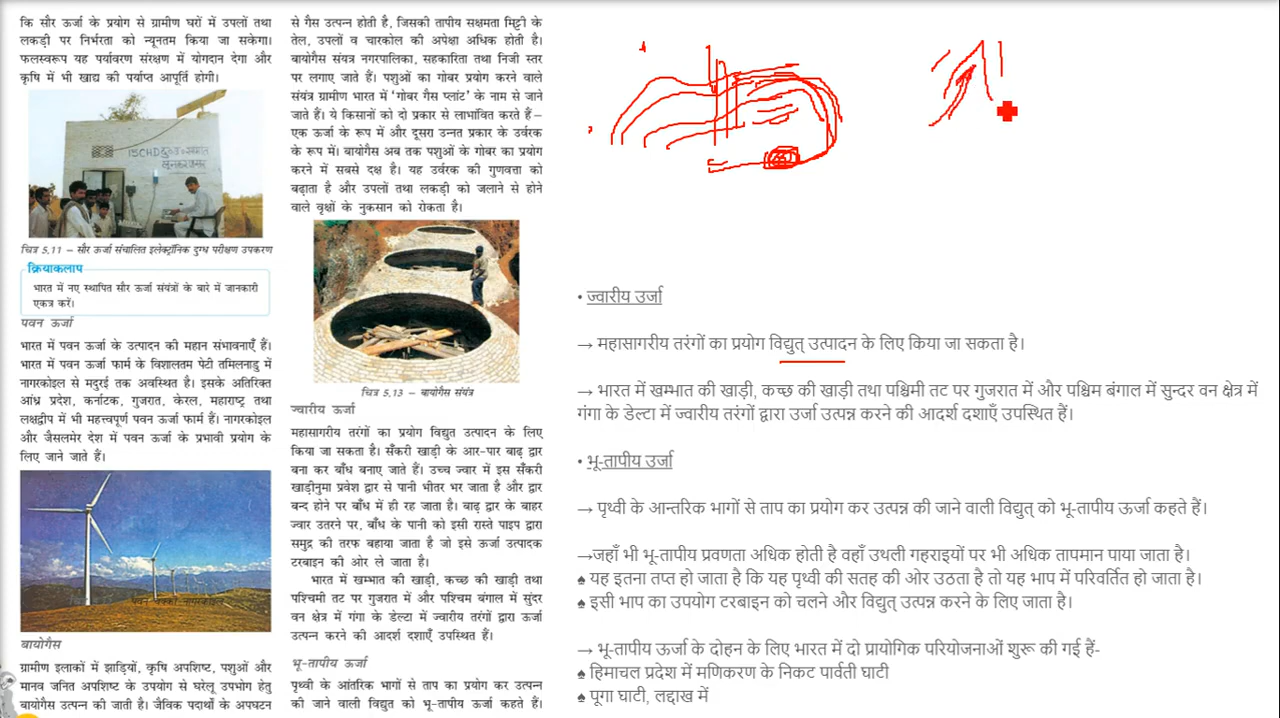 कि सौर ऊर्जा के प्रयोग से ग्रामीण घरों में उपलों तथा
लकड़ी पर निर्भरता को न्यूनतम किया जा सकेगा।
फलस्वरूप यह पर्यावरण संरक्षण में योगदान देगा और
कृषि में भी खाद्य की पर्याप्त आपूर्ति होगी।
चित्र 5.11 – सौर ऊर्जा संचालित इलेक्ट्रॉनिक दुग्ध परीक्षण उपकरण
क्रियाकलाप
भारत में नए स्थापित सौर ऊर्जा संयंत्रों के बारे में जानकारी
एकत्र करें।
पवन ऊर्जा
भारत में पवन ऊर्जा के उत्पादन की महान संभावनाएँ हैं।
भारत में पवन ऊर्जा फार्म के विशालतम पेटी तमिलनाडु में
नागरकोइल से मदुरई तक अवस्थित है। इसके अतिरिक्त
आंध्र प्रदेश, कर्नाटक, गुजरात, केरल, महाराष्ट्र तथा
लक्षद्वीप में भी महत्त्वपूर्ण पवन ऊर्जा फार्म हैं। नागरकोइल
और जैसलमेर देश में पवन ऊर्जा के प्रभावी प्रयोग के
लिए जाने जाते हैं।
बायोगैस
ग्रामीण इलाकों में झाड़ियों, कृषि अपशिष्ट, पशुओं और
मानव जनित अपशिष्ट के उपयोग से घरेलू उपभोग हेतु
बायोगैस उत्पन्न की जाती है। जैविक पदार्थों के अपघटन
से गैस उत्पन्न होती है, जिसकी तापीय सक्षमता मिट्टी के
तेल, उपलों व चारकोल की अपेक्षा अधिक होती है।
बायोगैस संयत्र नगरपालिका, सहकारिता तथा निजी स्तर
पर लगाए जाते हैं। पशुओं का गोबर प्रयोग करने वाले
संयंत्र ग्रामीण भारत में 'गोबर गैस प्लांट' के नाम से जाने
जाते हैं। ये किसानों को दो प्रकार से लाभांवित करते हैं–
एक ऊर्जा के रूप में और दूसरा उन्नत प्रकार के उर्वरक
के रूप में। बायोगैस अब तक पशुओं के गोबर का प्रयोग
करने में सबसे दक्ष है। यह उर्वरक की गुणवत्ता को
बढ़ाता है और उपलों तथा लकड़ी को जलाने से होने
वाले वृक्षों के नुकसान को रोकता है।
चित्र 5.13 – बायोगैस संयंत्र
ज्वारीय ऊर्जा
महासागरीय तरंगों का प्रयोग विद्युत उत्पादन के लिए
किया जा सकता है। सँकरी खाड़ी के आर-पार बाढ़ द्वार
बना कर बाँध बनाए जाते हैं। उच्च ज्वार में इस सँकरी
खाड़ीनुमा प्रवेश द्वार से पानी भीतर भर जाता है और द्वार
बन्द होने पर बाँध में ही रह जाता है। बाढ़ द्वार के बाहर
ज्वार उतरने पर, बाँध के पानी को इसी रास्ते पाइप द्वारा
समुद्र की तरफ बहाया जाता है जो इसे ऊर्जा उत्पादक
टरबाइन की ओर ले जाता है।
भारत में खम्भात की खाड़ी, कच्छ की खाड़ी तथा
पश्चिमी तट पर गुजरात में और पश्चिम बंगाल में सुंदर
वन क्षेत्र में गंगा के डेल्टा में ज्वारीय तरंगों द्वारा ऊर्जा
उत्पन्न करने की आदर्श दशाएँ उपस्थित हैं।
भू-तापीय ऊर्जा
पृथ्वी के आंतरिक भागों से ताप का प्रयोग कर उत्पन्न
की जाने वाली विद्युत को भू-तापीय ऊर्जा कहते हैं।
• ज्वारीय उर्जा
→ महासागरीय तरंगों का प्रयोग विद्युत् उत्पादन के लिए किया जा सकता है।
→ भारत में खम्भात की खाड़ी, कच्छ की खाड़ी तथा पश्चिमी तट पर गुजरात में और पश्चिम बंगाल में सुन्दर वन क्षेत्र में
गंगा के डेल्टा में ज्वारीय तरंगों द्वारा उर्जा उत्पन्न करने की आदर्श दशाएँ उपस्थित हैं।
• भू-तापीय उर्जा
→ पृथ्वी के आन्तरिक भागों से ताप का प्रयोग कर उत्पन्न की जाने वाली विद्युत् को भू-तापीय ऊर्जा कहते हैं।
→जहाँ भी भू-तापीय प्रवणता अधिक होती है वहाँ उथली गहराइयों पर भी अधिक तापमान पाया जाता है।
♠ यह इतना तप्त हो जाता है कि यह पृथ्वी की सतह की ओर उठता है तो यह भाप में परिवर्तित हो जाता है।
♠ इसी भाप का उपयोग टरबाइन को चलने और विद्युत् उत्पन्न करने के लिए जाता है।
→ भू-तापीय ऊर्जा के दोहन के लिए भारत में दो प्रायोगिक परियोजनाओं शुरू की गई हैं-
♠ हिमाचल प्रदेश में मणिकरण के निकट पार्वती घाटी
♠ पूगा घाटी, लद्दाख में